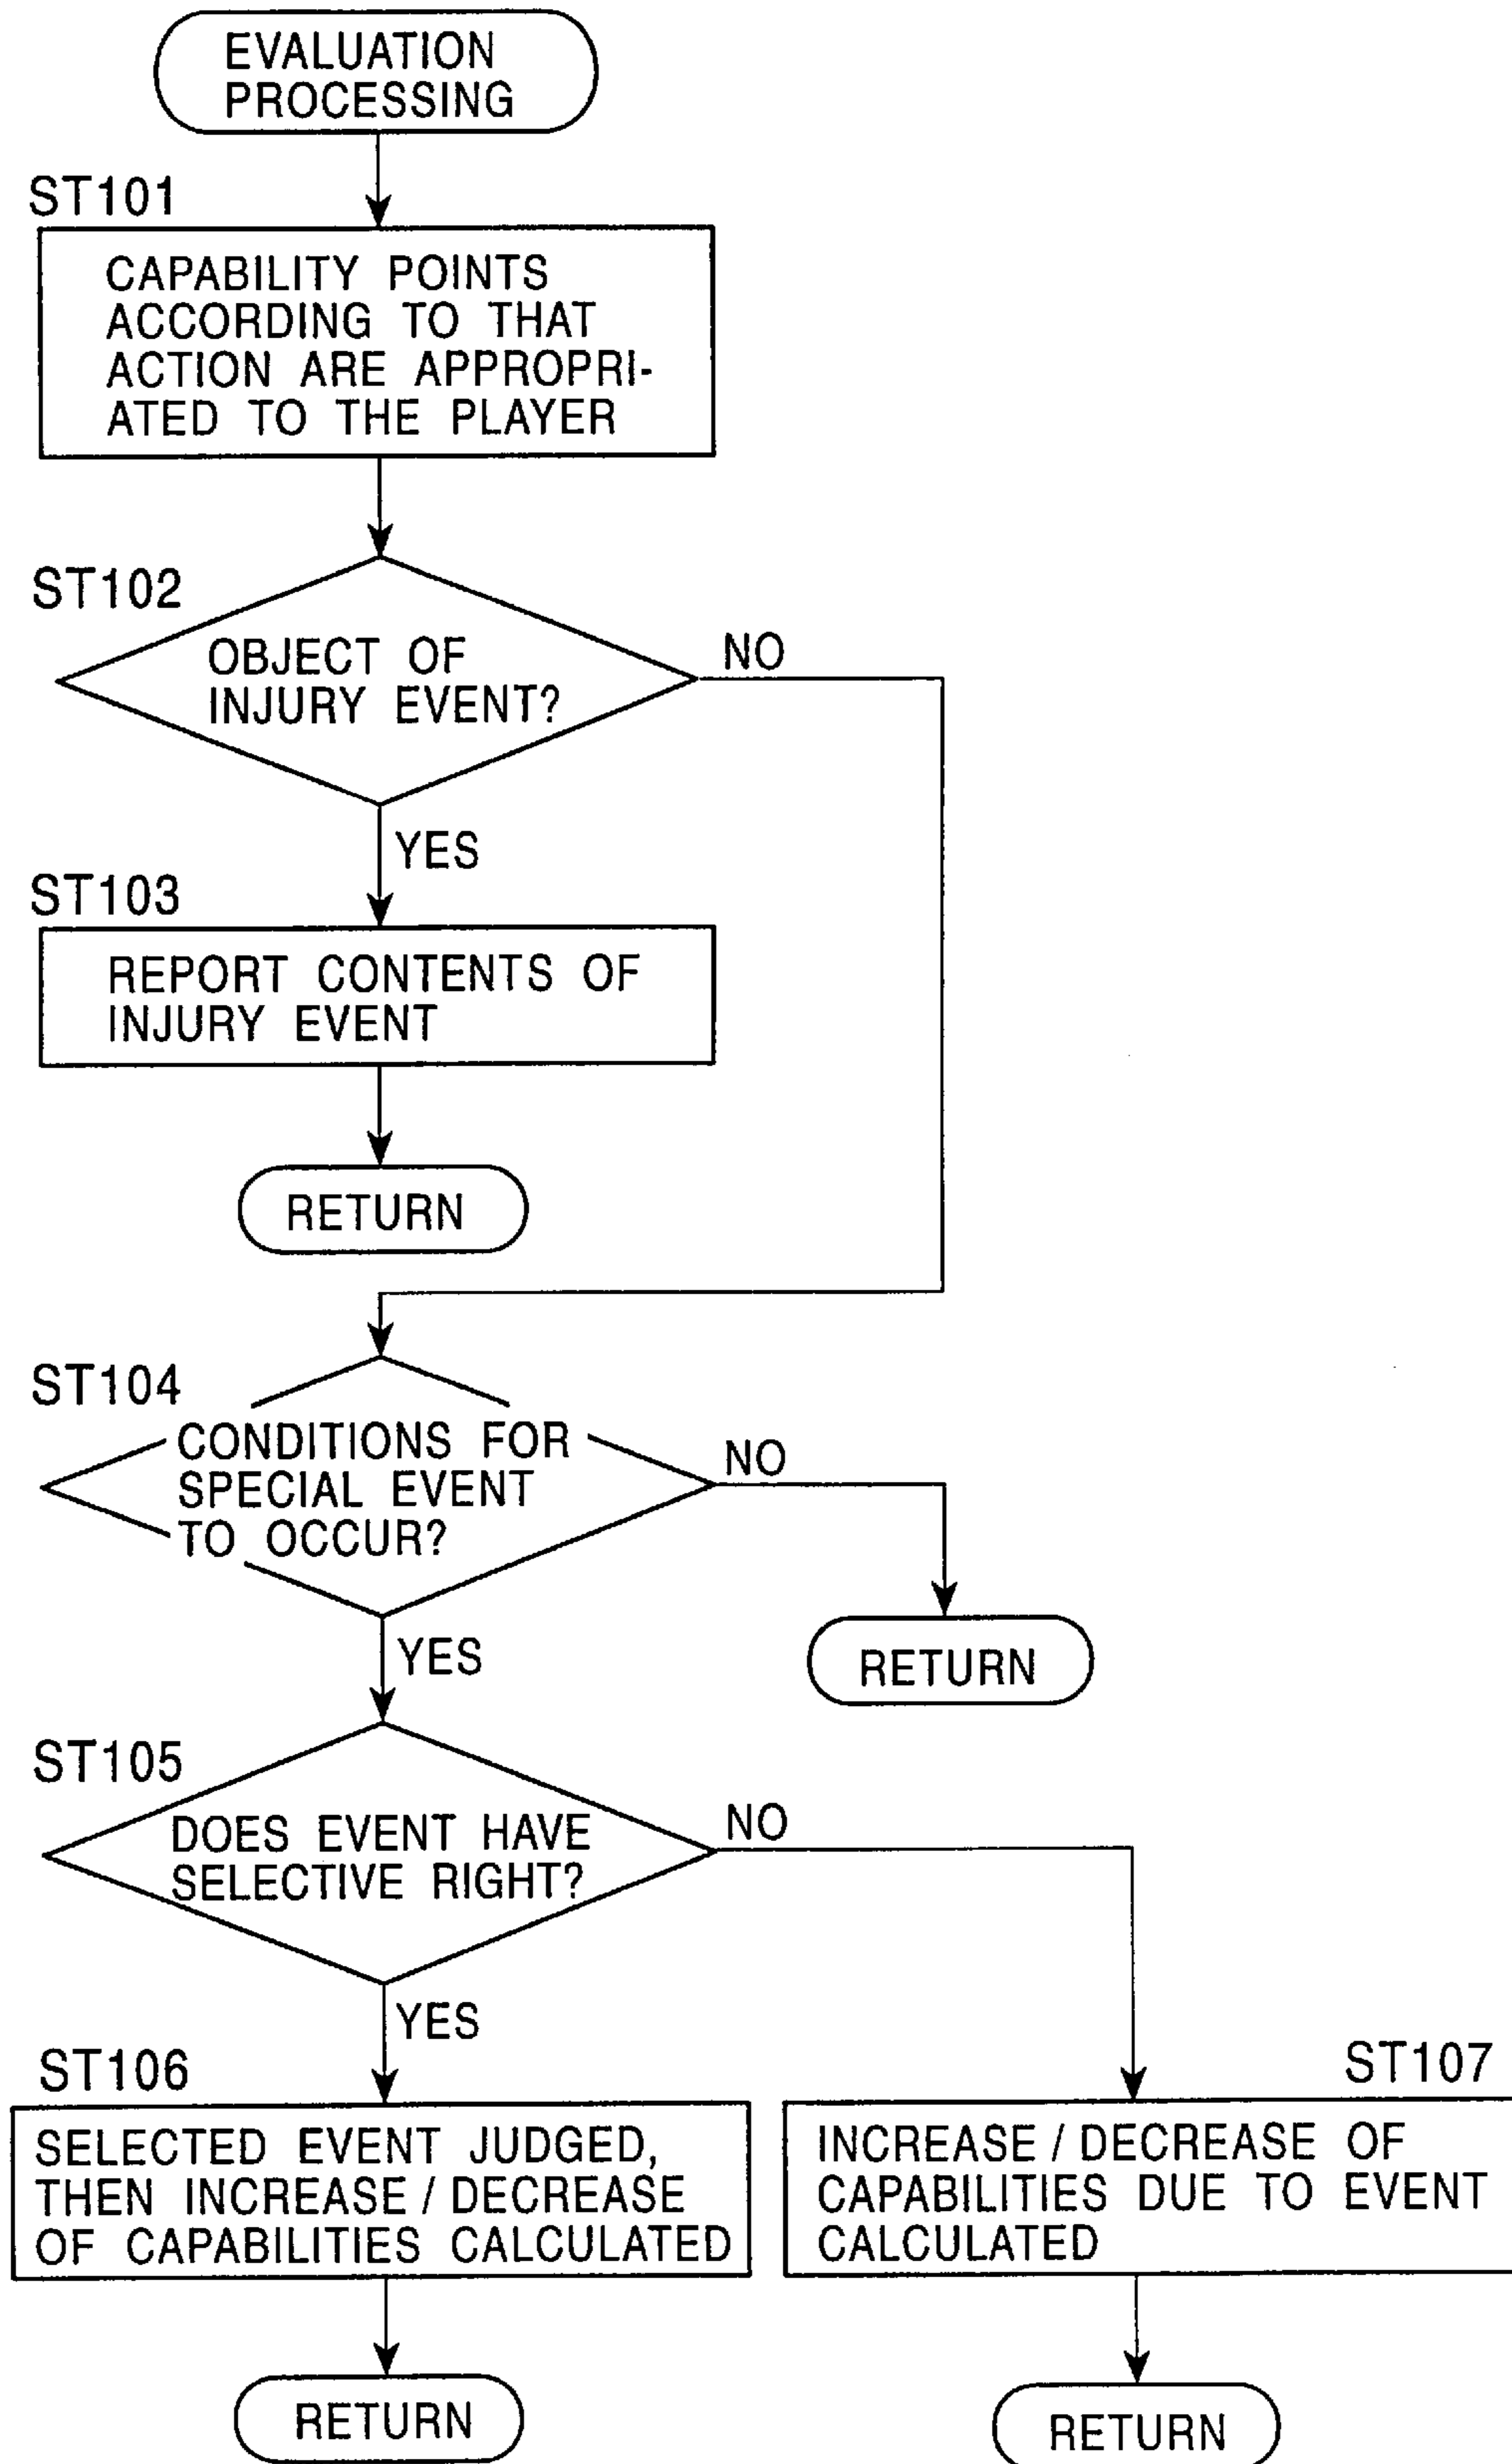 EVALUATION
PROCESSING
ST101
CAPABILITY POINTS
ACCORDING TO THAT
ACTION ARE APPROPRI-
ATED TO THE PLAYER
ST102
OBJECT OF
INJURY EVENT?
NO
YES
ST103
REPORT CONTENTS OF
INJURY EVENT
RETURN
ST104
CONDITIONS FOR
SPECIAL EVENT
TO OCCUR?
NO
RETURN
YES
ST105
DOES EVENT HAVE
SELECTIVE RIGHT?
NO
YES
ST106
SELECTED EVENT JUDGED,
THEN INCREASE / DECREASE
OF CAPABILITIES CALCULATED
RETURN
ST107
INCREASE / DECREASE OF
CAPABILITIES DUE TO EVENT
CALCULATED
RETURN